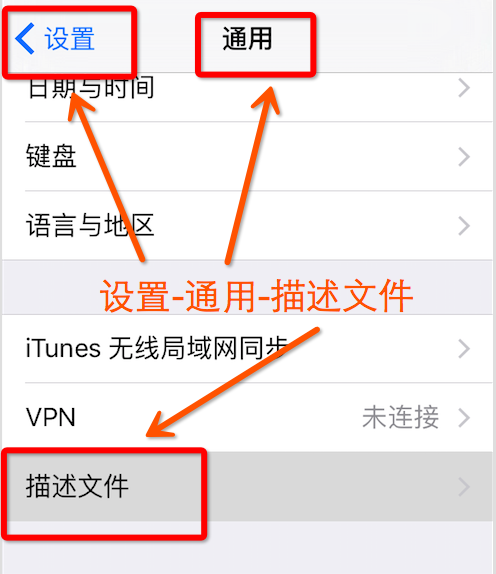 设置
通用
日期与时间
键盘
语言与地区
设置-通用-描述文件
iTunes 无线局域网同步
VPN 未连接
描述文件